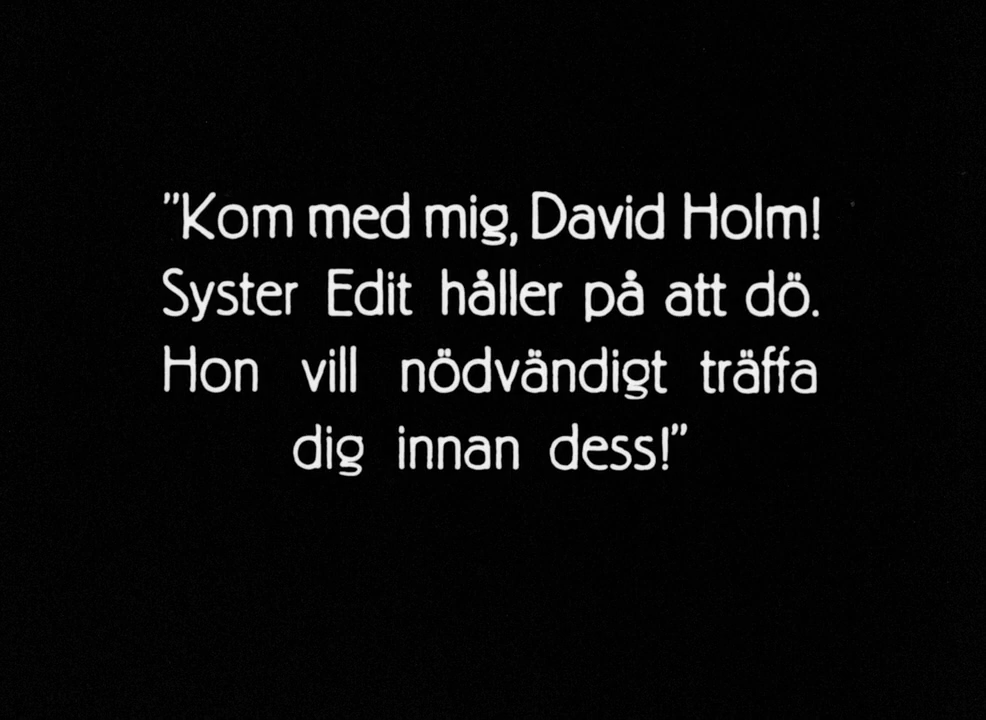 "Kom med mig, David Holm!
Syster Edit håller på att dö.
Hon vill nödvändigt träffa
dig innan dess!"